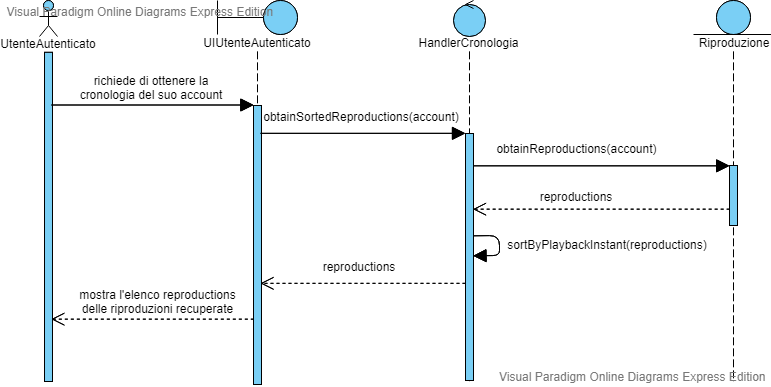 Visual Paradigm Online Diagrams Express Edition
UtenteAutenticato
UIUtenteAutenticato
HandlerCronologia
Riproduzione
richiede di ottenere la
cronologia del suo account
obtainSortedReproductions(account)
obtainReproductions(account)
reproductions
sortByPlaybackInstant(reproductions)
reproductions
mostra l'elenco reproductions
delle riproduzioni recuperate
Visual Paradigm Online Diagrams Express Edition